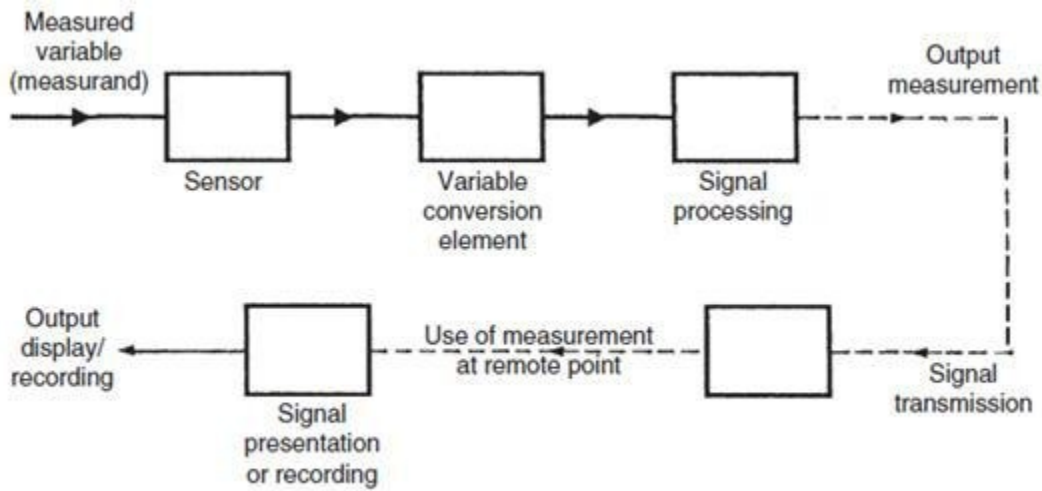 Measured
variable
(measurand)
Output
measurement
Sensor
Variable
conversion
element
Signal
processing
Output
display/
recording
Use of measurement
at remote point
Signal
transmission
Signal
presentation
or recording